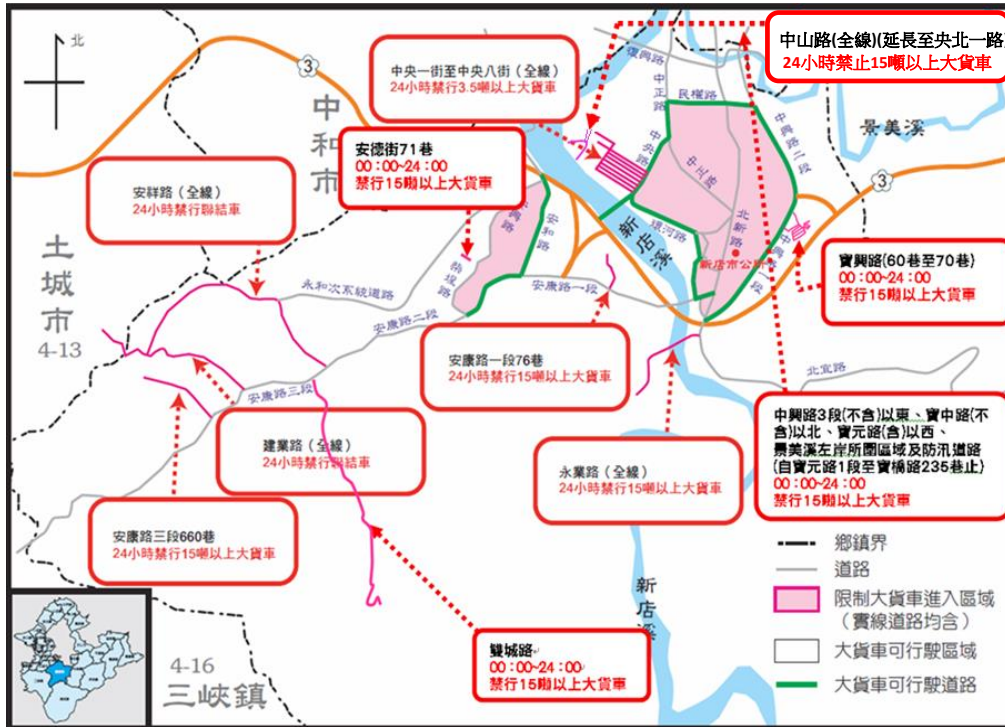 北
3
中和市
中央一街至中央八街（全線）
24小時禁行3.5噸以上大貨車
中山路(全線)(延長至央北一路
24小時禁止15噸以上大貨車
復興路
中正路
民權路
中央路
中興路二段
景美溪
3
安德街71巷
00：00~24：00
禁行15噸以上大貨車
安祥路（全線）
24小時禁行聯結車
土城市
4-13
安和路
中正路
北新路
環河路
新店溪
新店市公所
寶興路(60巷至70巷)
00：00~24：00
禁行15噸以上大貨車
永和次系統道路
安康路一段
安康路二段
安康路三段
安康路一段76巷
24小時禁行15噸以上大貨車
北宜路
建業路（全線）
24小時禁行聯結車
永業路（全線）
24小時禁行15噸以上大貨車
中興路3段(不含)以東、寶中路(不
含)以北、寶元路(含)以西、
景美溪左岸所圍區域及防汛道路
(自寶元路1段至寶橋路235巷止)
00：00~24：00
禁行15噸以上大貨車
安康路三段660巷
24小時禁行15噸以上大貨車
雙城路
00：00~24：00
禁行15噸以上大貨車
新店溪
4-16
三峽鎮
鄉鎮界
道路
限制大貨車進入區域
（實線道路均含）
大貨車可行駛區域
大貨車可行駛道路